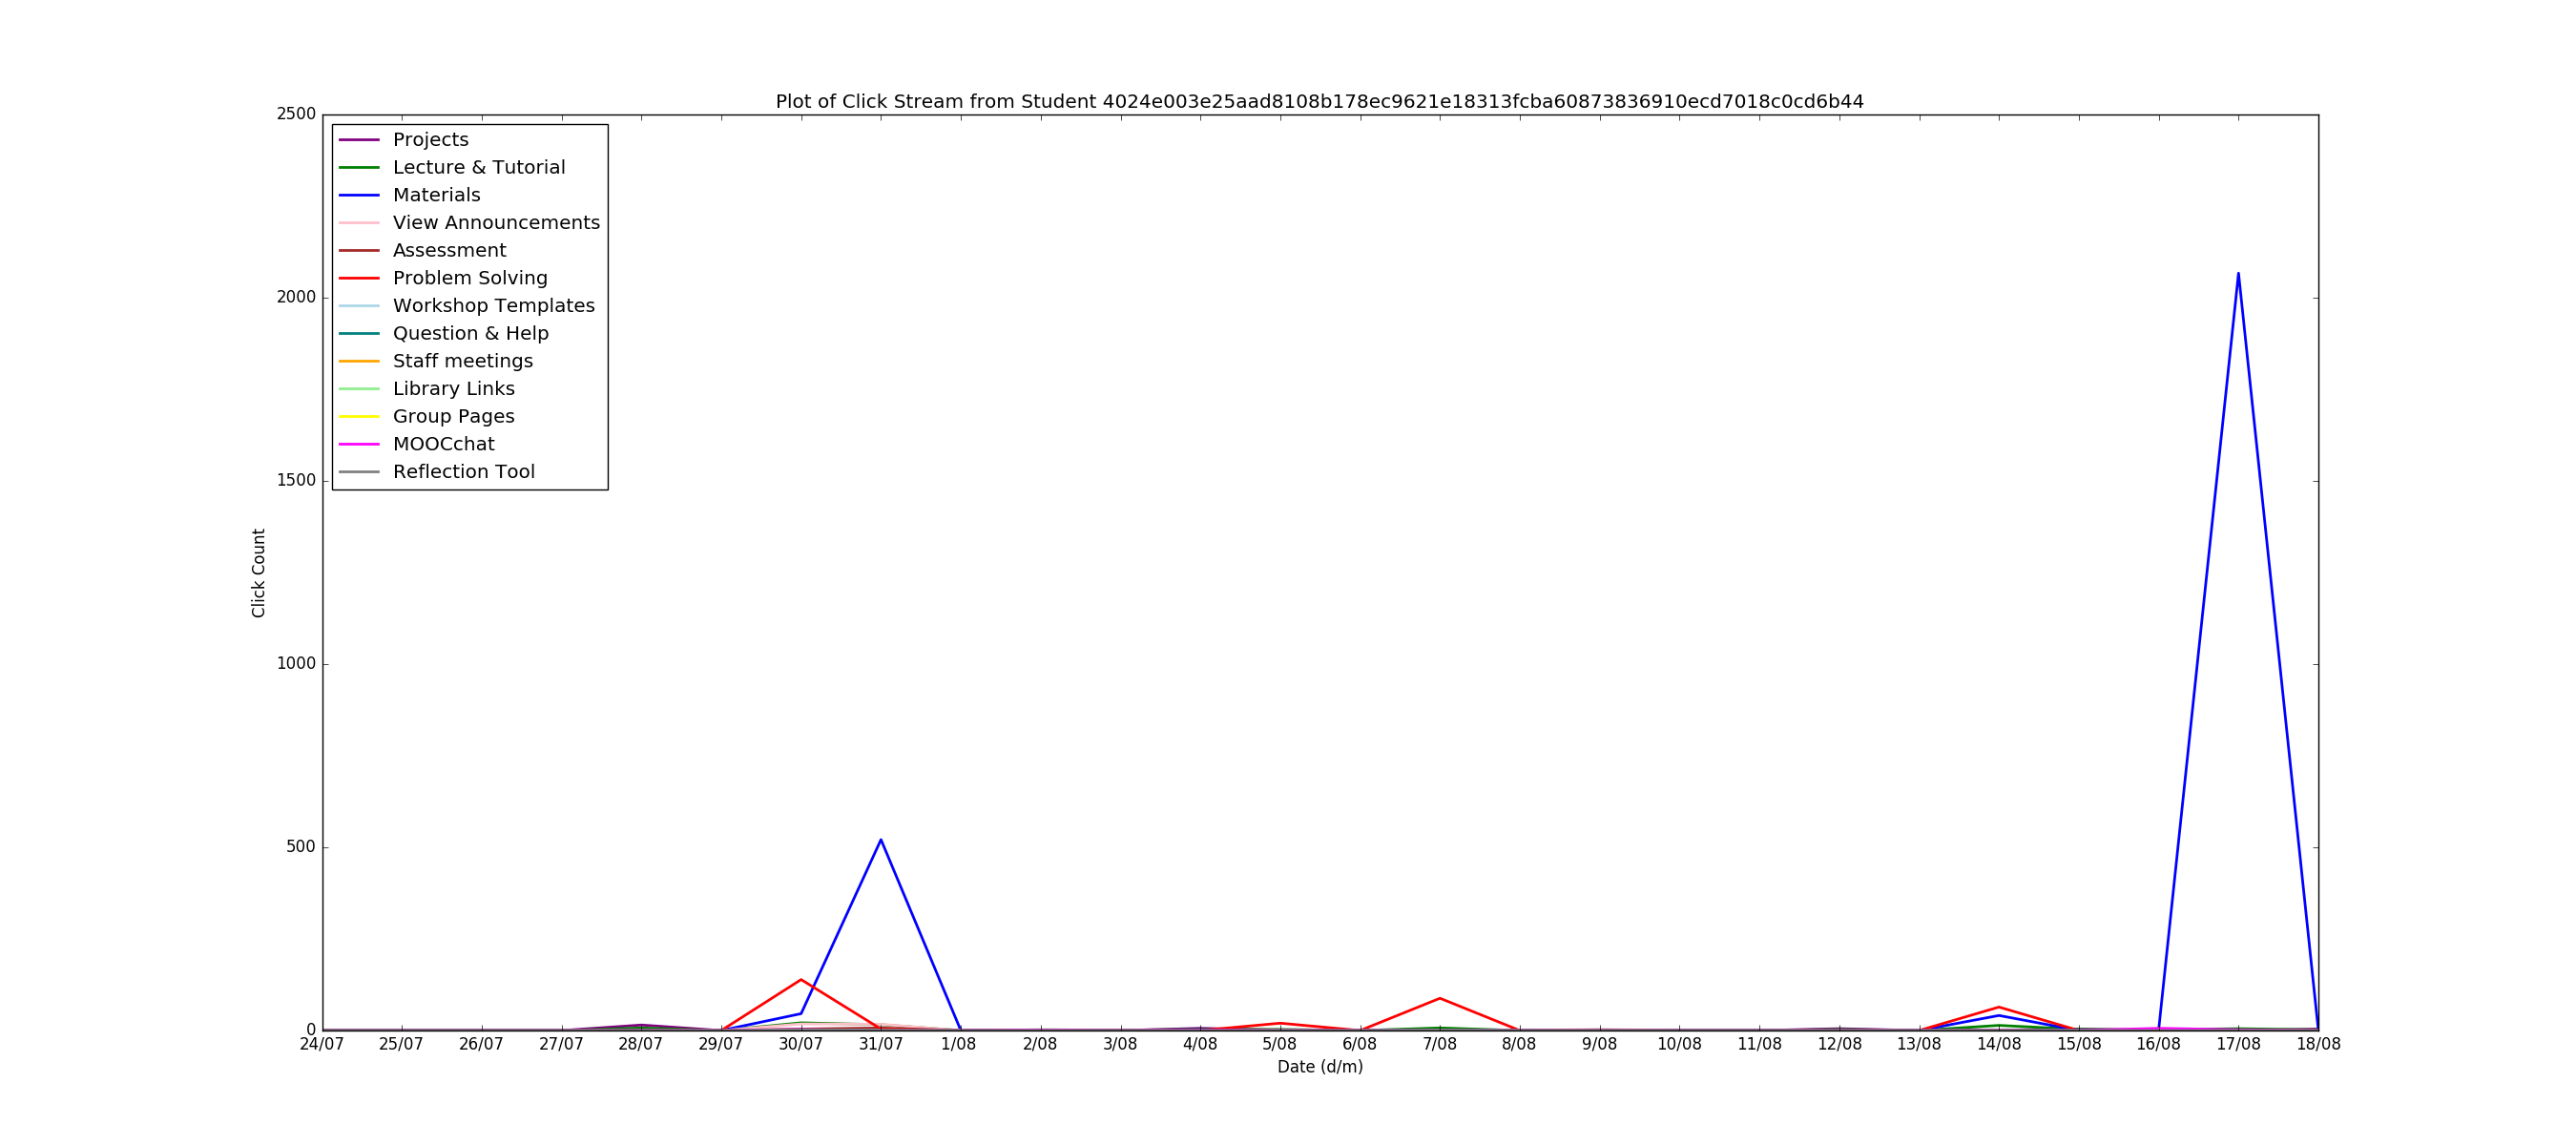 Plot of Click Stream from Student 4024e003e25aad8108b178ec9621e18313fcba60873836910ecd7018c0cd6b44
2500
2000
1500
1000
500
0
Click Count
Projects
Lecture & Tutorial
Materials
View Announcements
Assessment
Problem Solving
Workshop Templates
Question & Help
Staff meetings
Library Links
Group Pages
MOOCchat
Reflection Tool
24/07 25/07 26/07 27/07 28/07 29/07 30/07 31/07 1/08 2/08 3/08 4/08 5/08 6/08 7/08 8/08 9/08 10/08 11/08 12/08 13/08 14/08 15/08 16/08 17/08 18/08
Date (d/m)